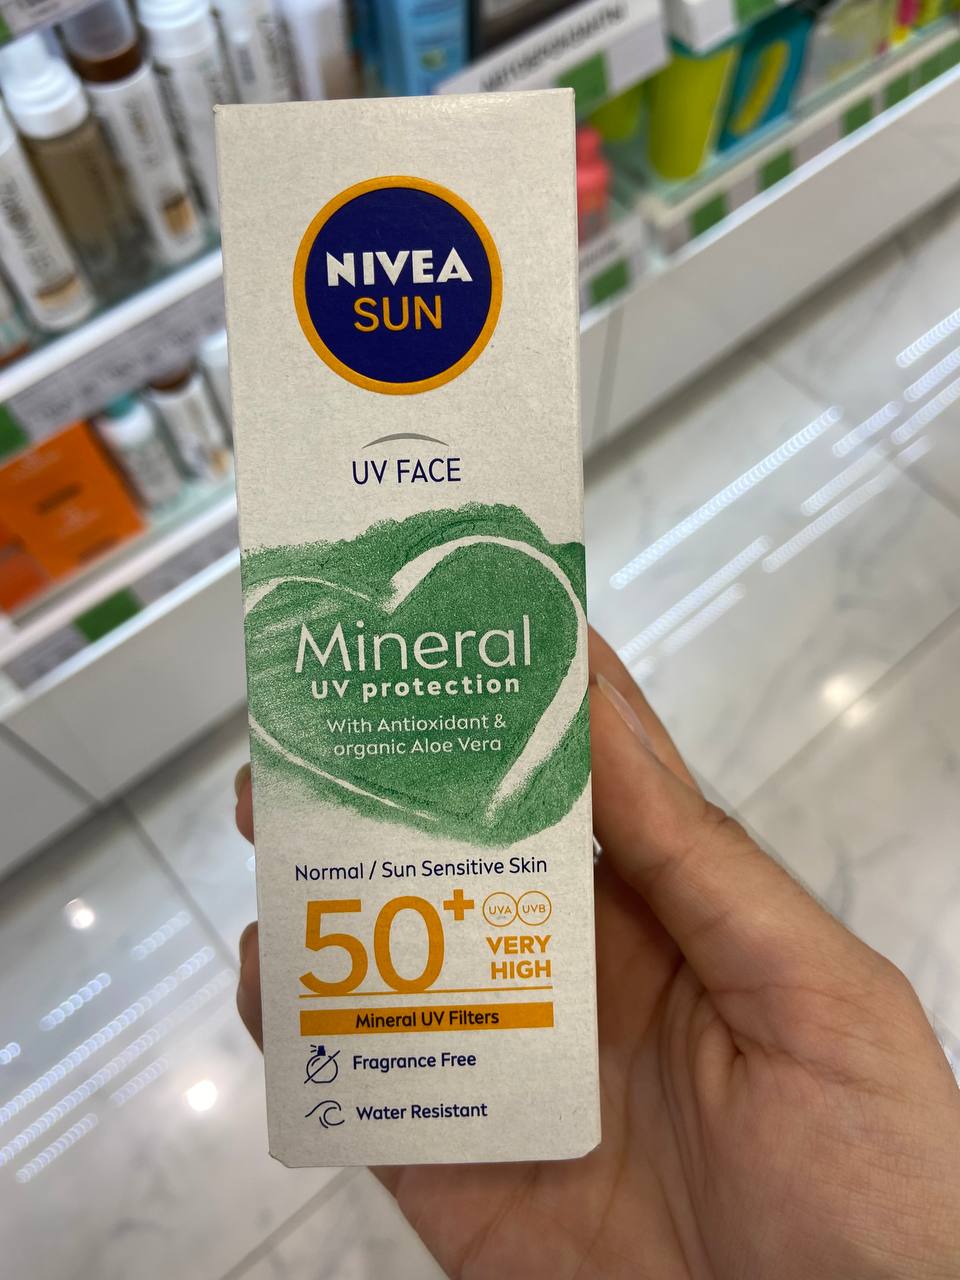 NIVEA
SUN
UV FACE
Mineral
UV protection
With Antioxidant &
organic Aloe Vera
Normal / Sun Sensitive Skin
50+
UVA UVB
VERY
HIGH
Mineral UV Filters
Fragrance Free
Water Resistant